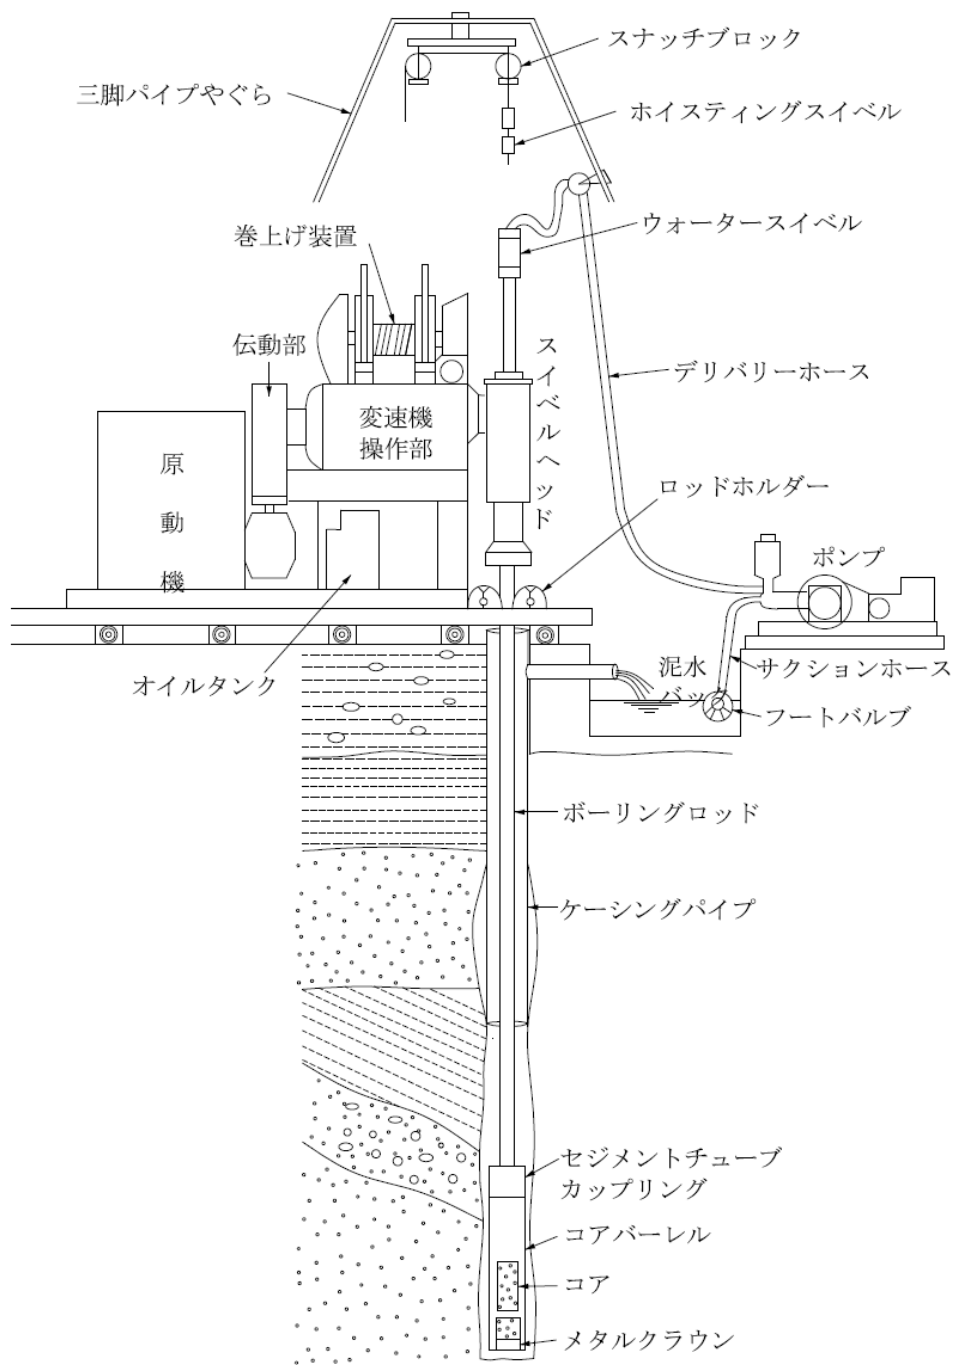 スナッチブロック
三脚パイプやぐら
ホイスティングスイベル
ウォータースイベル
巻上げ装置
伝動部
スイベルヘッド
デリバリーホース
変速機
操作部
原動機
ロッドホルダー
ポンプ
オイルタンク
泥水
バック
サクションホース
フートバルブ
ボーリングロッド
ケーシングパイプ
セジメントチューブ
カップリング
コアバーレル
コア
メタルクラウン